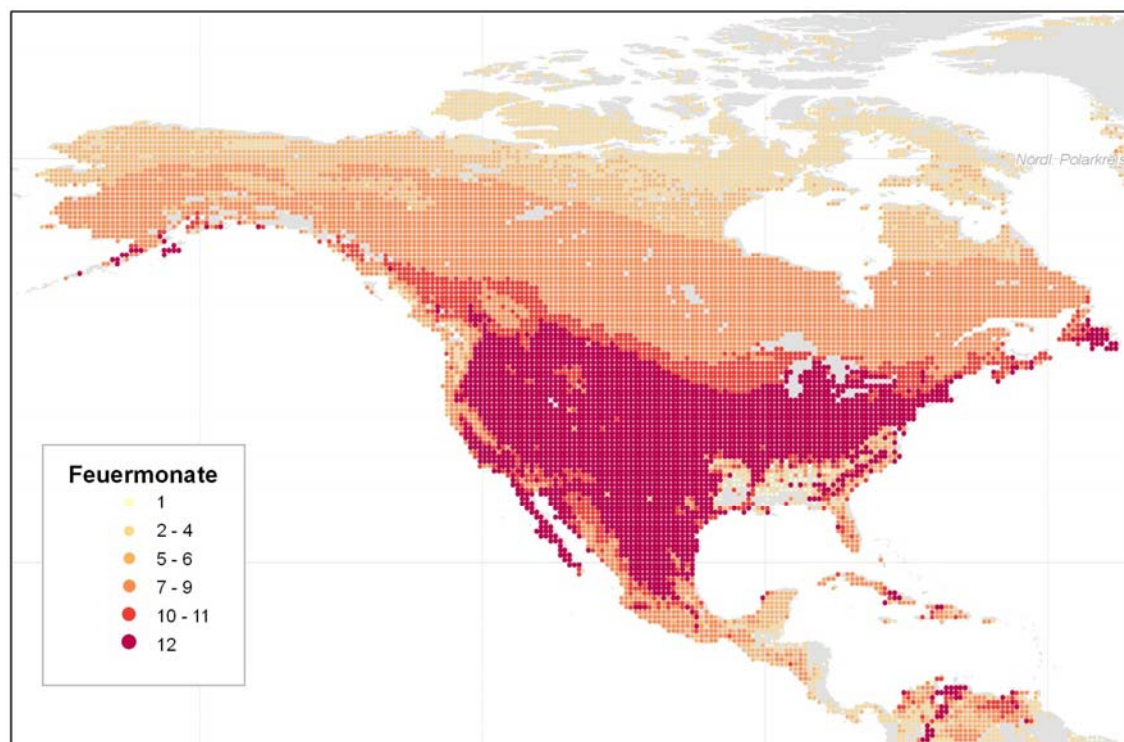 Nördl. Polarkreis
Feuermonate
1
2 - 4
5 - 6
7 - 9
10 - 11
12